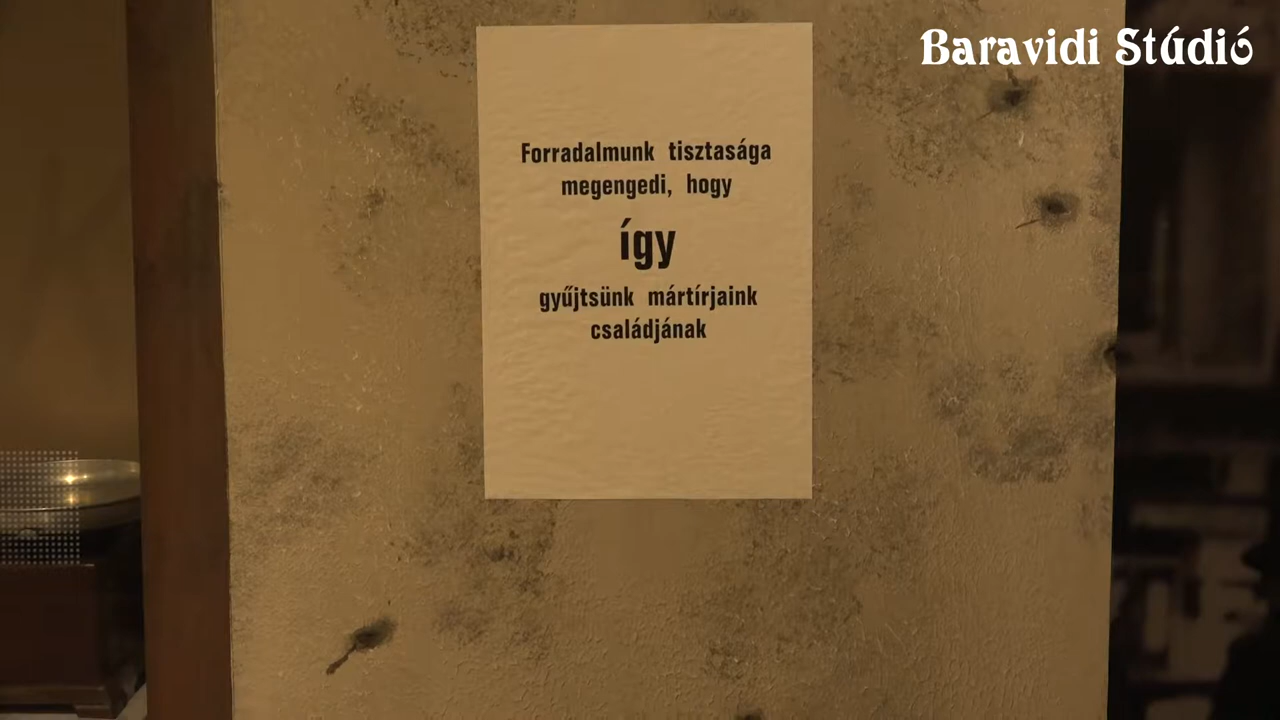 Baravidi Stúdió
Forradalmunk tisztasága
megengedi, hogy
így
gyűjtsünk mártírjaink
családjának